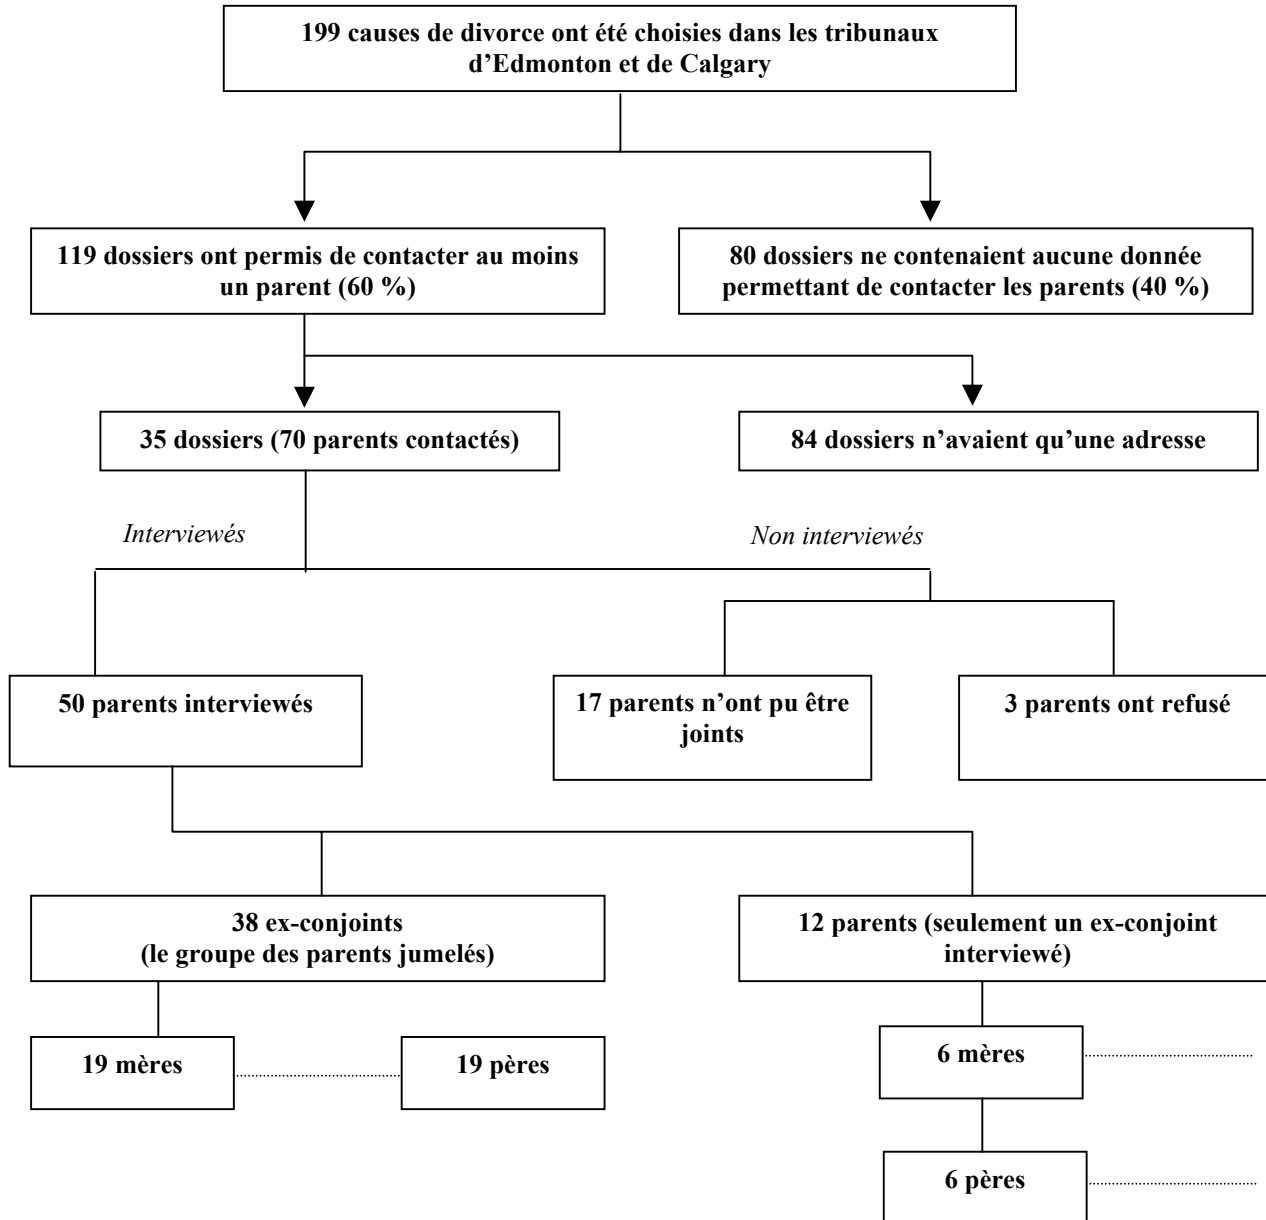 199 causes de divorce ont été choisies dans les tribunaux
d’Edmonton et de Calgary
119 dossiers ont permis de contacter au moins
un parent (60 %)
80 dossiers ne contenaient aucune donnée
permettant de contacter les parents (40 %)
35 dossiers (70 parents contactés)
84 dossiers n’avaient qu’une adresse
Interviewés
Non interviewés
50 parents interviewés
17 parents n’ont pu être
joints
3 parents ont refusé
38 ex-conjoints
(le groupe des parents jumelés)
12 parents (seulement un ex-conjoint
interviewé)
19 mères
19 pères
6 mères
6 pères